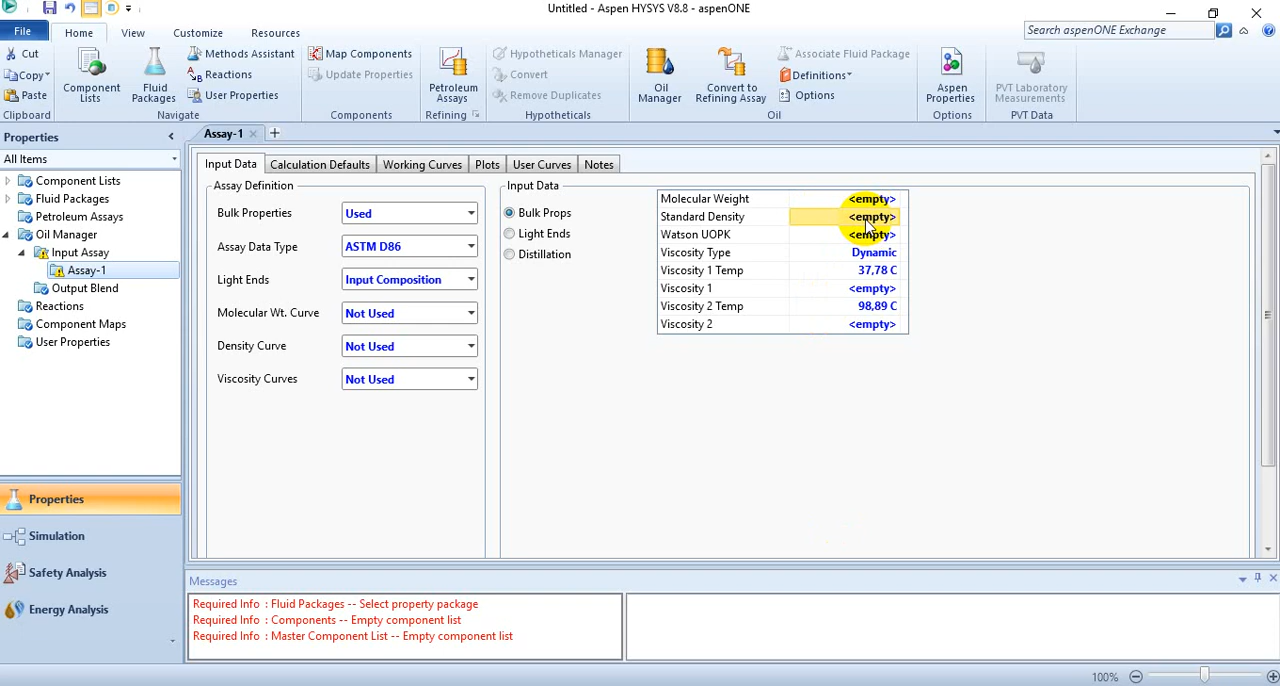 Untitled - Aspen HYSYS V8.8 - aspenONE
File
Home
View
Customize
Resources
Search aspenONE Exchange
Cut
Copy
Paste
Clipboard
Component Lists
Fluid Packages
Methods Assistant
Reactions
User Properties
Navigate
Map Components
Update Properties
Components
Petroleum Assays
Refining
Hypotheticals Manager
Convert
Remove Duplicates
Hypotheticals
Oil Manager
Convert to Refining Assay
Associate Fluid Package
Definitions
Options
Oil
Aspen Properties
Options
PVT Laboratory Measurements
PVT Data
Properties
All Items
Component Lists
Fluid Packages
Petroleum Assays
Oil Manager
Input Assay
Assay-1
Output Blend
Reactions
Component Maps
User Properties
Properties
Simulation
Safety Analysis
Energy Analysis
Assay-1
Input Data
Calculation Defaults
Working Curves
Plots
User Curves
Notes
Assay Definition
Bulk Properties Used
Assay Data Type ASTM D86
Light Ends Input Composition
Molecular Wt. Curve Not Used
Density Curve Not Used
Viscosity Curves Not Used
Input Data
Bulk Props
Light Ends
Distillation
Molecular Weight <empty>
Standard Density <empty>
Watson UOPK <empty>
Viscosity Type Dynamic
Viscosity 1 Temp 37,78 C
Viscosity 1 <empty>
Viscosity 2 Temp 98,89 C
Viscosity 2 <empty>
Messages
Required Info : Fluid Packages -- Select property package
Required Info : Components -- Empty component list
Required Info : Master Component List -- Empty component list
100%